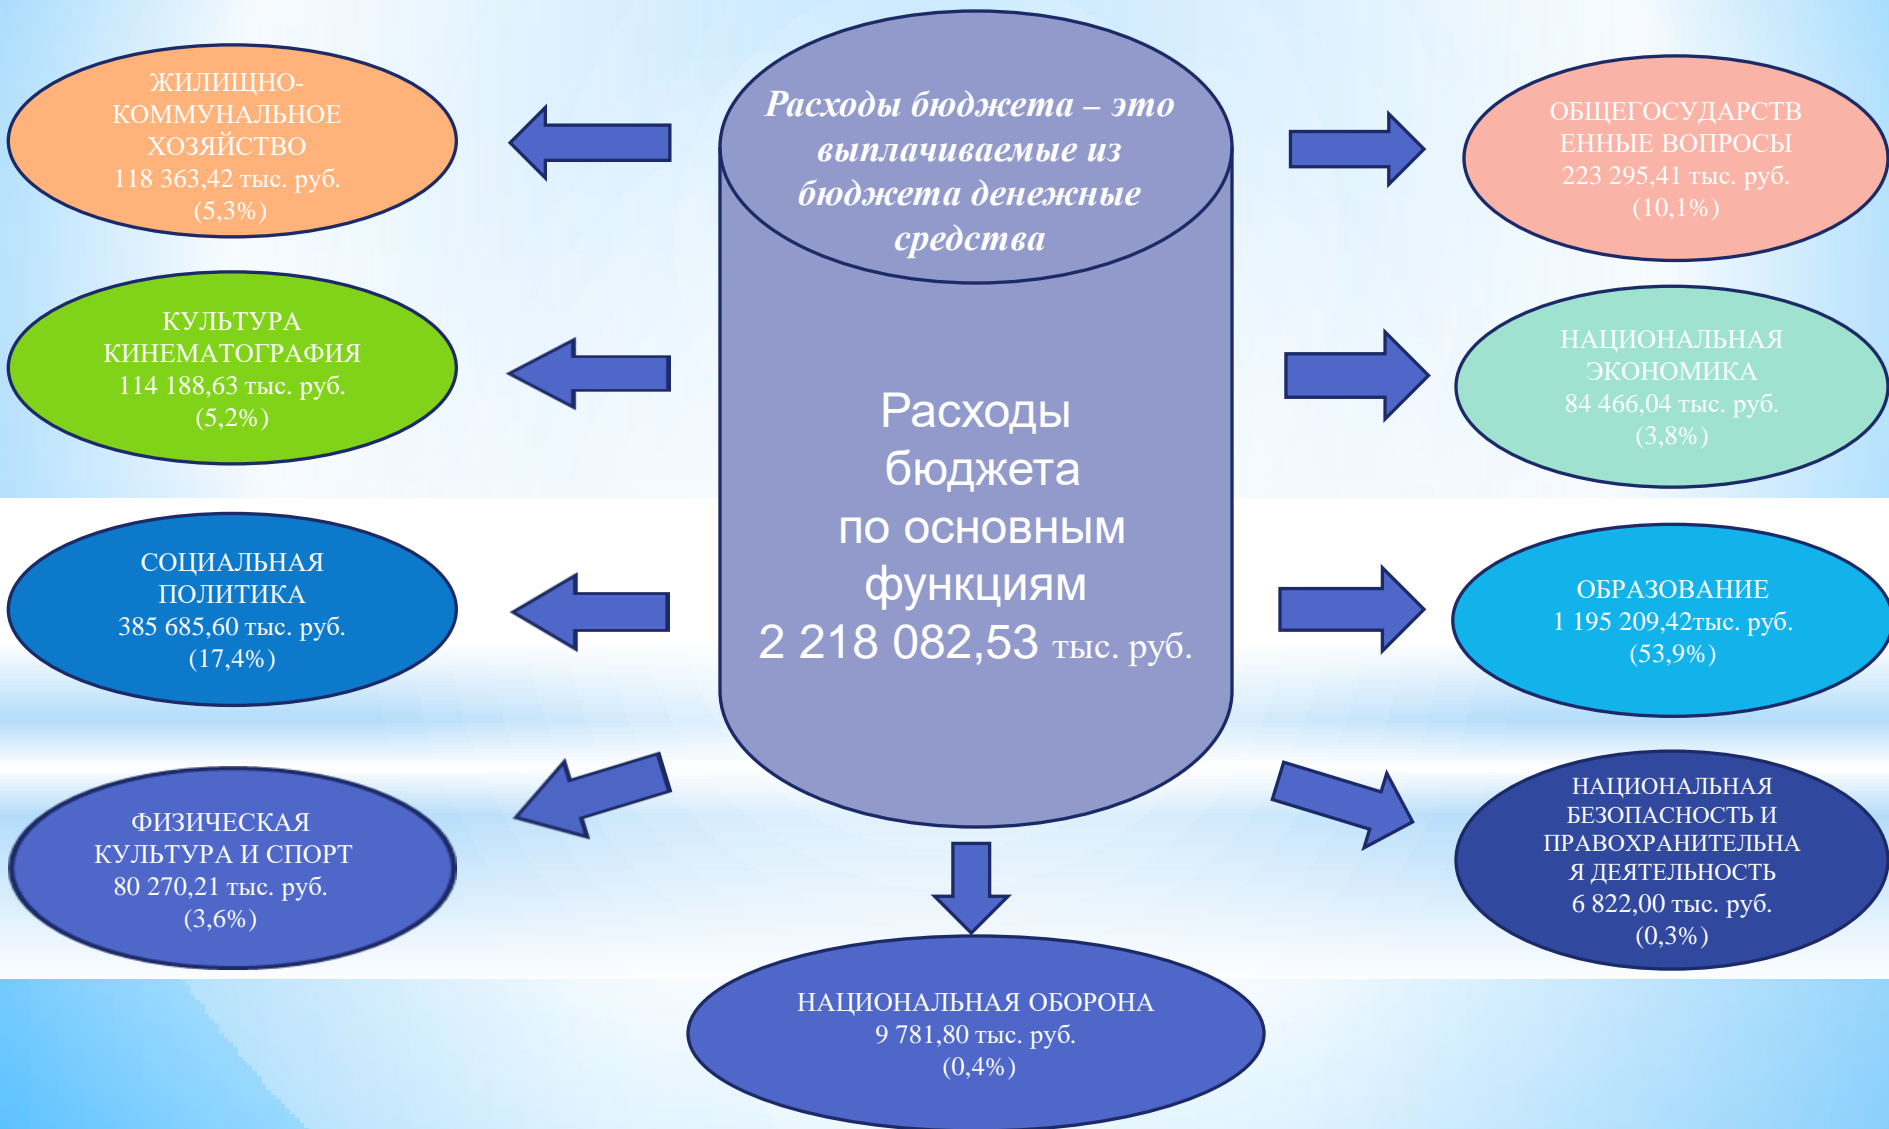 Расходы бюджета – это
выплачиваемые из
бюджета денежные
средства
Расходы
бюджета
по основным
функциям
2 218 082,53 тыс. руб.
ЖИЛИЩНО-
КОММУНАЛЬНОЕ
ХОЗЯЙСТВО
118 363,42 тыс. руб.
(5,3%)
КУЛЬТУРА
КИНЕМАТОГРАФИЯ
114 188,63 тыс. руб.
(5,2%)
СОЦИАЛЬНАЯ
ПОЛИТИКА
385 685,60 тыс. руб.
(17,4%)
ФИЗИЧЕСКАЯ
КУЛЬТУРА И СПОРТ
80 270,21 тыс. руб.
(3,6%)
НАЦИОНАЛЬНАЯ ОБОРОНА
9 781,80 тыс. руб.
(0,4%)
ОБЩЕГОСУДАРСТВ
ЕННЫЕ ВОПРОСЫ
223 295,41 тыс. руб.
(10,1%)
НАЦИОНАЛЬНАЯ
ЭКОНОМИКА
84 466,04 тыс. руб.
(3,8%)
ОБРАЗОВАНИЕ
1 195 209,42тыс. руб.
(53,9%)
НАЦИОНАЛЬНАЯ
БЕЗОПАСНОСТЬ И
ПРАВОХРАНИТЕЛЬНА
Я ДЕЯТЕЛЬНОСТЬ
6 822,00 тыс. руб.
(0,3%)